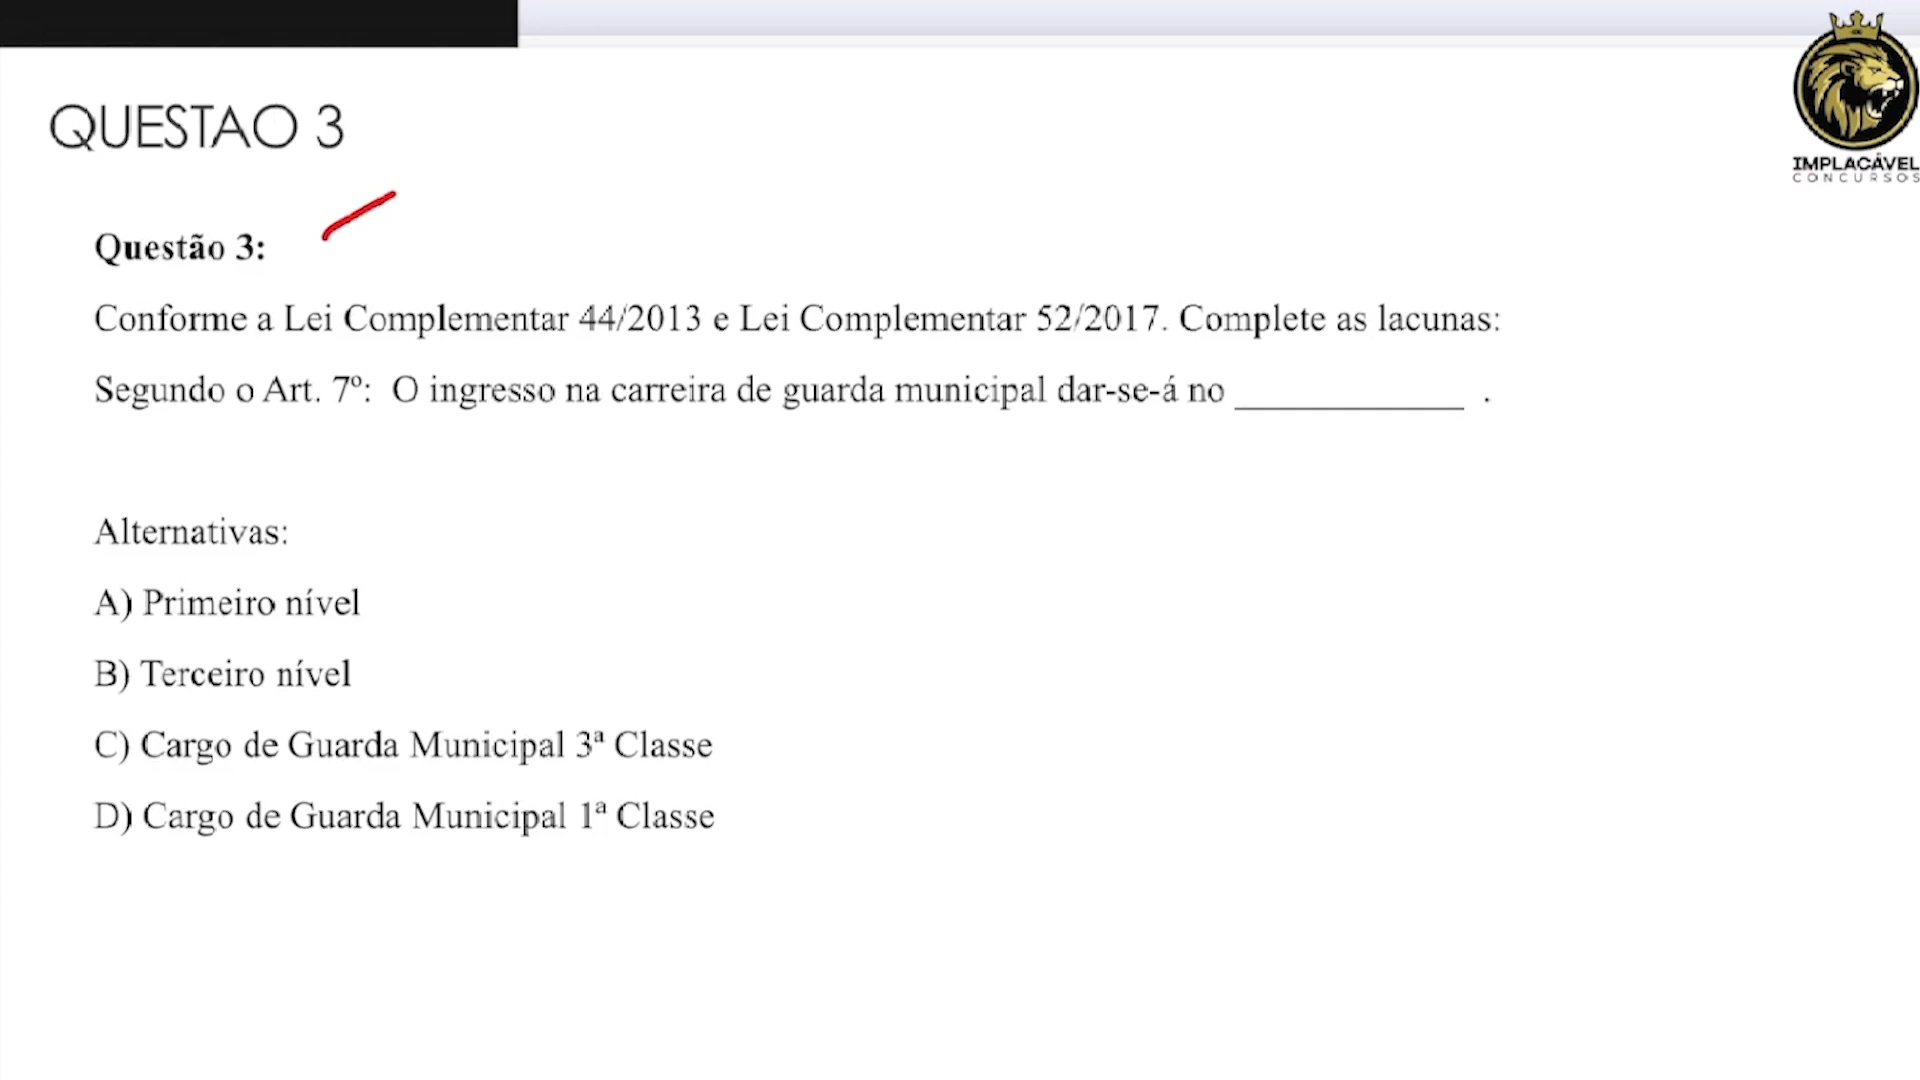 IMPLACÁVEL
CONCURSOS
QUESTAO 3
Questão 3:
Conforme a Lei Complementar 44/2013 e Lei Complementar 52/2017. Complete as lacunas:
Segundo o Art. 7º: O ingresso na carreira de guarda municipal dar-se-á no ____________ .
Alternativas:
A) Primeiro nível
B) Terceiro nível
C) Cargo de Guarda Municipal 3ª Classe
D) Cargo de Guarda Municipal 1ª Classe